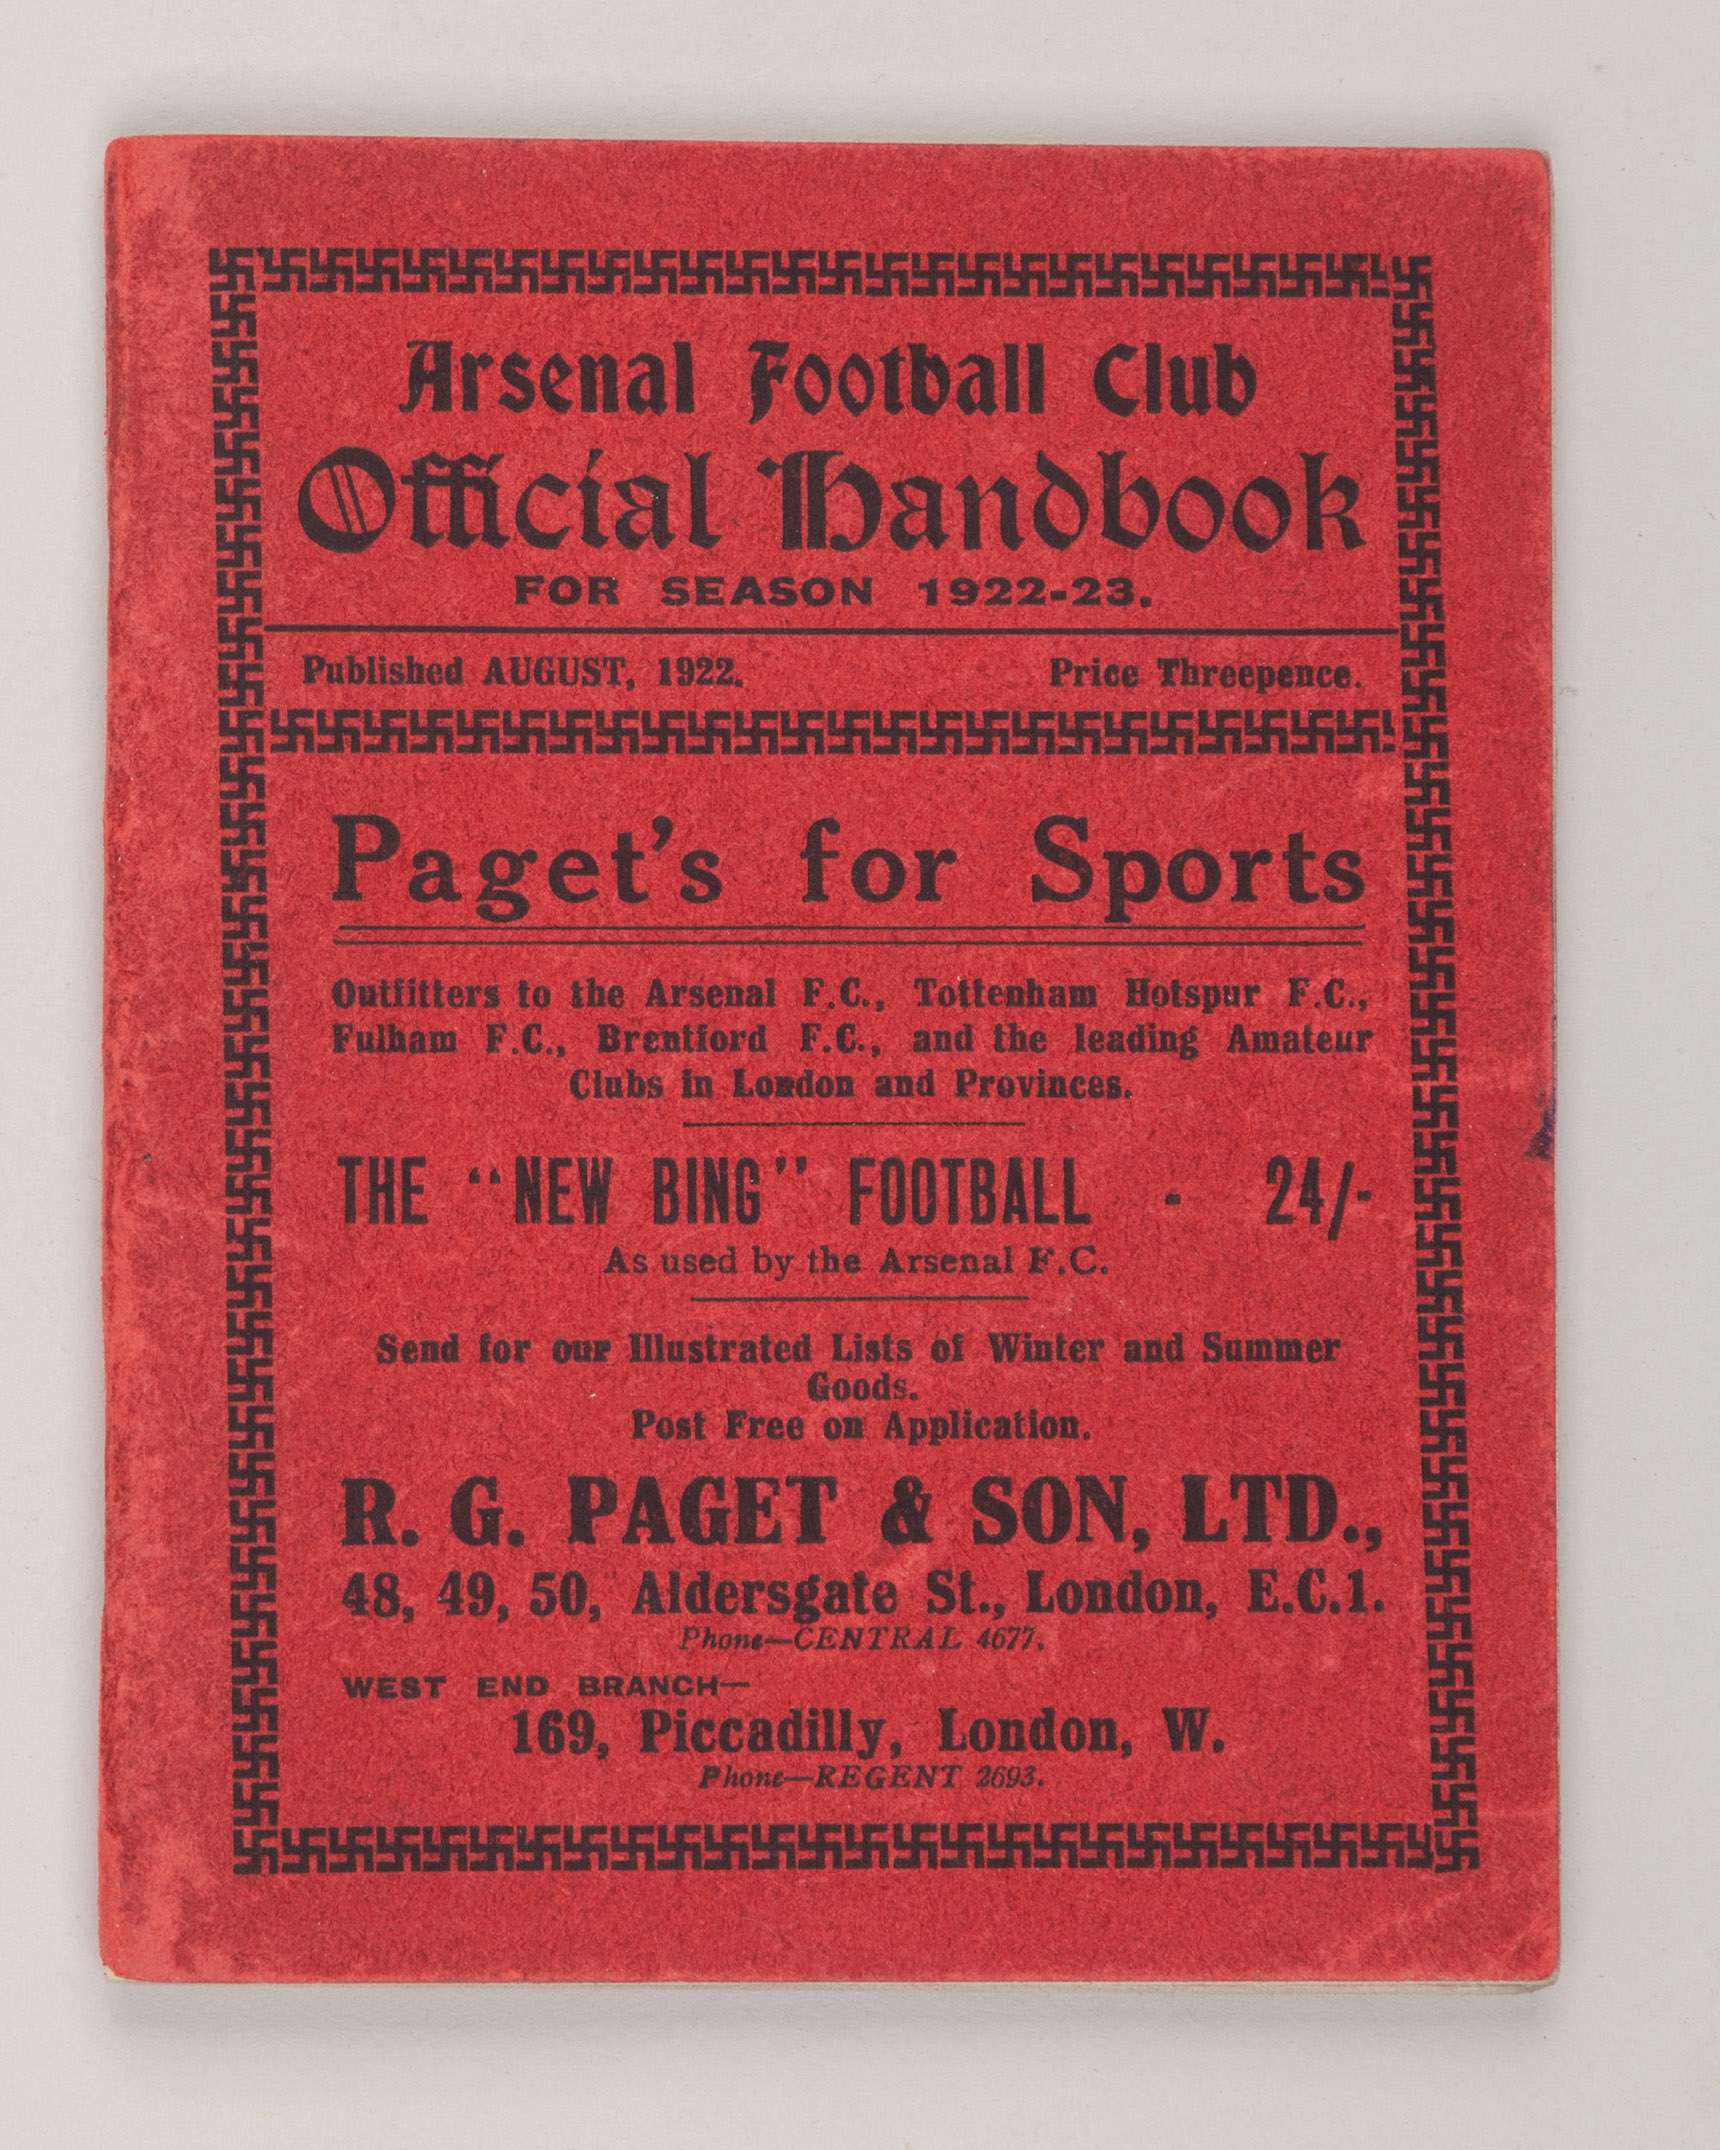 Arsenal Football Club
Official Handbook
FOR SEASON 1922-23.
Published AUGUST, 1922. Price Threepence.
Paget's for Sports
Outfitters to the Arsenal F.C., Tottenham Hotspur F.C.,
Fulham F.C., Brentford F.C., and the leading Amateur
Clubs in London and Provinces.
THE "NEW BING" FOOTBALL - 24/-
As used by the Arsenal F.C.
Send for our Illustrated Lists of Winter and Summer
Goods.
Post Free on Application.
R. G. PAGET & SON, LTD.,
48, 49, 50, Aldersgate St., London, E.C.1.
Phone—CENTRAL 4677.
WEST END BRANCH—
169, Piccadilly, London, W.
Phone—REGENT 2693.